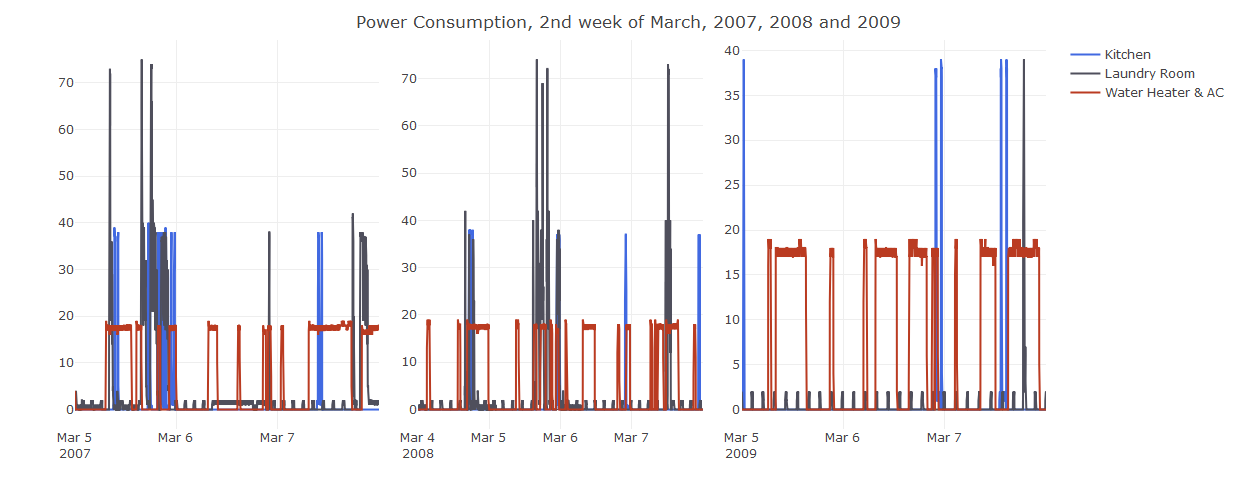 Power Consumption, 2nd week of March, 2007, 2008 and 2009
Kitchen
Laundry Room
Water Heater & AC
70
60
50
40
30
20
10
0
Mar 5
2007
Mar 6
Mar 7
70
60
50
40
30
20
10
0
Mar 4
2008
Mar 5
Mar 6
Mar 7
40
35
30
25
20
15
10
5
0
Mar 5
2009
Mar 6
Mar 7